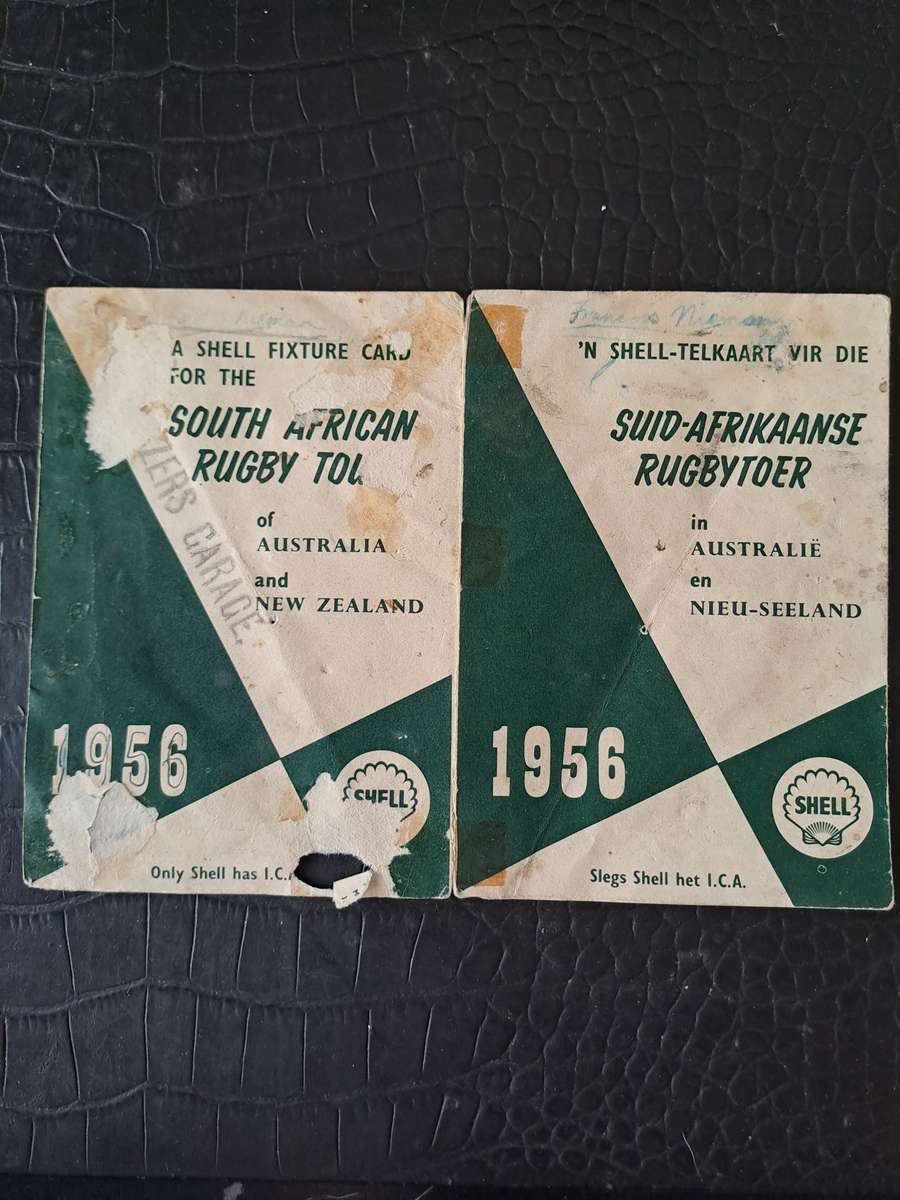 A SHELL FIXTURE CARD
FOR THE
SOUTH AFRICAN
RUGBY TOU
of
AUSTRALIA
and
NEW ZEALAND
ZERS GARAGE.
1956
SHELL
Only Shell has I.C.A
Francois
'N SHELL-TELKAART VIR DIE
SUID-AFRIKAANSE
RUGBYTOER
in
AUSTRALIË
en
NIEU-SEELAND
1956
SHELL
Slegs Shell het I.C.A.